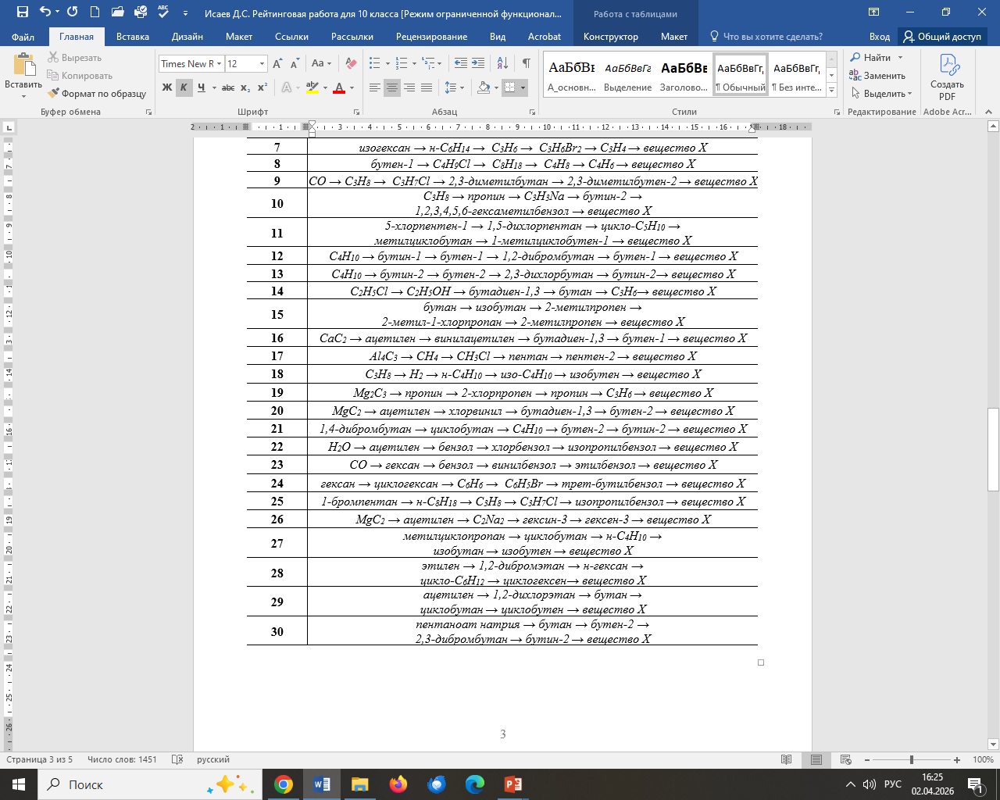 Исаев Д.С. Рейтинговая работа для 10 класса [Режим ограниченной функционал...
Работа с таблицами
Файл Главная Вставка Дизайн Макет Ссылки Рассылки Рецензирование Вид Acrobat Конструктор Макет Что вы хотите сделать? Вход Общий доступ
Вставить
Вырезать
Копировать
Формат по образцу
Буфер обмена
Times New R 12
Ж К Ч abc x₂ x²
Шрифт
Абзац
АаБбВв АаБбВвГг АаБбВв АаБбВвГг, АаБбВвГг,
А_основн... Выделение Заголово... ¶ Обычный ¶ Без инте...
Стили
Найти
Заменить
Выделить
Редактирование
Создать PDF
Adobe Acr...
7 изогексан → н-C₆H₁₄ → C₃H₆ → C₃H₆Br₂ → C₃H₄ → вещество X
8 бутен-1 → C₄H₉Cl → C₈H₁₈ → C₄H₈ → C₄H₆ → вещество X
9 CO → C₃H₈ → C₃H₇Cl → 2,3-диметилбутан → 2,3-диметилбутен-2 → вещество X
10 C₃H₈ → пропин → C₃H₃Na → бутин-2 →
1,2,3,4,5,6-гексаметилбензол → вещество X
11 5-хлорпентен-1 → 1,5-дихлорпентан → цикло-C₅H₁₀ →
метилциклобутан → 1-метилциклобутен-1 → вещество X
12 C₄H₁₀ → бутин-1 → бутен-1 → 1,2-дибромбутан → бутен-1 → вещество X
13 C₄H₁₀ → бутин-2 → бутен-2 → 2,3-дихлорбутан → бутин-2→ вещество X
14 C₂H₅Cl → C₂H₅OH → бутадиен-1,3 → бутан → C₃H₆→ вещество X
15 бутан → изобутан → 2-метилпропен →
2-метил-1-хлорпропан → 2-метилпропен → вещество X
16 CaC₂ → ацетилен → винилацетилен → бутадиен-1,3 → бутен-1 → вещество X
17 Al₄C₃ → CH₄ → CH₃Cl → пентан → пентен-2 → вещество X
18 C₃H₈ → H₂ → н-C₄H₁₀ → изо-C₄H₁₀ → изобутен → вещество X
19 Mg₂C₃ → пропин → 2-хлорпропен → пропин → C₃H₆ → вещество X
20 MgC₂ → ацетилен → хлорвинил → бутадиен-1,3 → бутен-2 → вещество X
21 1,4-дибромбутан → циклобутан → C₄H₁₀ → бутен-2 → бутин-2 → вещество X
22 H₂O → ацетилен → бензол → хлорбензол → изопропилбензол → вещество X
23 CO → гексан → бензол → винилбензол → этилбензол → вещество X
24 гексан → циклогексан → C₆H₆ → C₆H₅Br → трет-бутилбензол → вещество X
25 1-бромпентан → н-C₈H₁₈ → C₃H₈ → C₃H₇Cl → изопропилбензол → вещество X
26 MgC₂ → ацетилен → C₂Na₂ → гексин-3 → гексен-3 → вещество X
27 метилциклопропан → циклобутан → н-C₄H₁₀ →
изобутан → изобутен → вещество X
28 этилен → 1,2-дибромэтан → н-гексан →
цикло-C₆H₁₂ → циклогексен→ вещество X
29 ацетилен → 1,2-дихлорэтан → бутан →
циклобутан → циклобутен → вещество X
30 пентаноат натрия → бутан → бутен-2 →
2,3-дибромбутан → бутин-2 → вещество X
3
Страница 3 из 5 Число слов: 1451 русский 100%
Поиск
РУС
16:25
02.04.2026
1